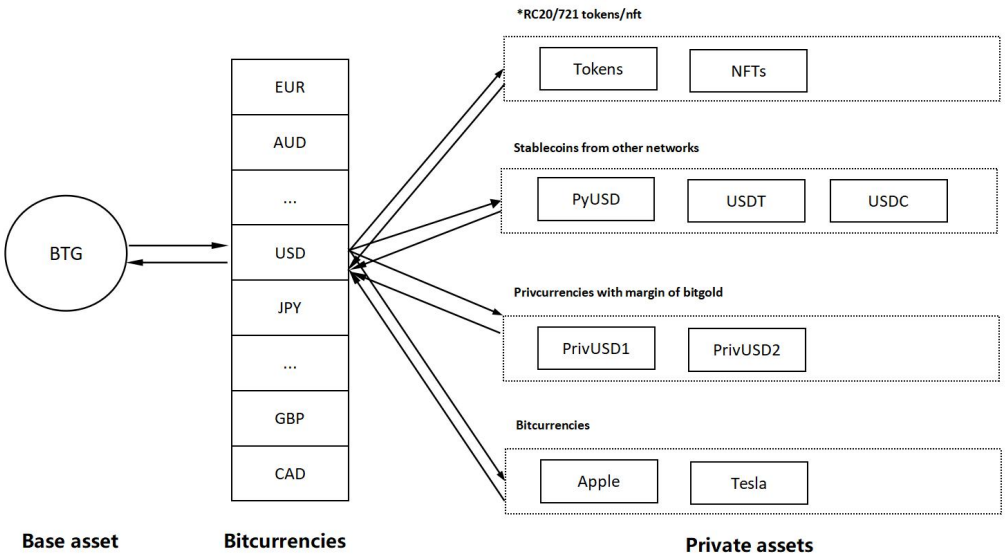 *RC20/721 tokens/nft
Tokens
NFTs
Stablecoins from other networks
PyUSD
USDT
USDC
Privcurrencies with margin of bitgold
PrivUSD1
PrivUSD2
Bitcurrencies
Apple
Tesla
BTG
EUR
AUD
...
USD
JPY
...
GBP
CAD
Base asset
Bitcurrencies
Private assets